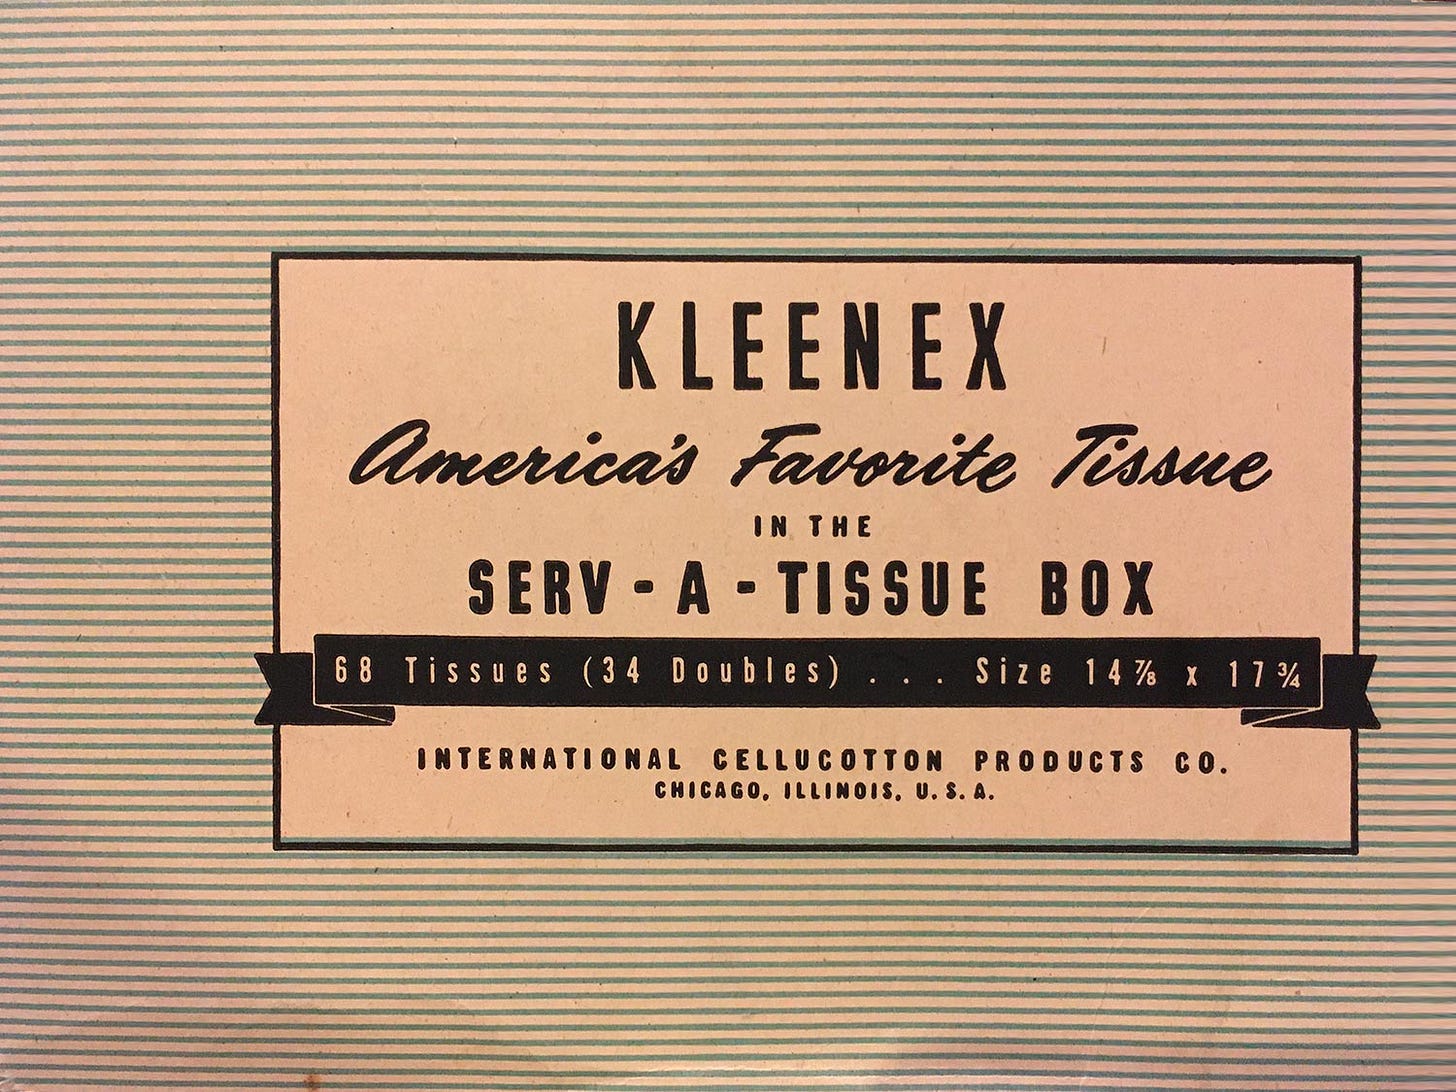 KLEENEX
America's Favorite Tissue
IN THE
SERV-A-TISSUE BOX
68 Tissues (34 Doubles) . . . Size 14⅞ x 17¾
INTERNATIONAL CELLUCOTTON PRODUCTS CO.
CHICAGO, ILLINOIS, U.S.A.